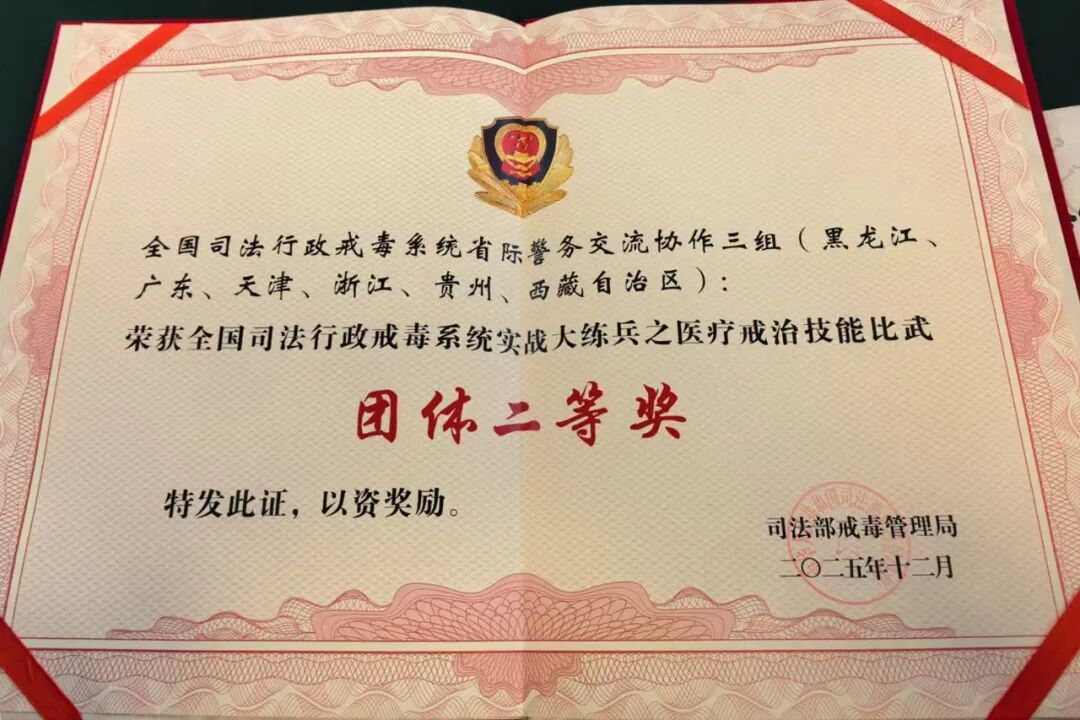 全国司法行政戒毒系统省际警务交流协作三组（黑龙江、
广东、天津、浙江、贵州、西藏自治区）：
荣获全国司法行政戒毒系统实战大练兵之医疗戒治技能比武
团体二等奖
特发此证，以资奖励。
司法部戒毒管理局
二〇二五年十二月